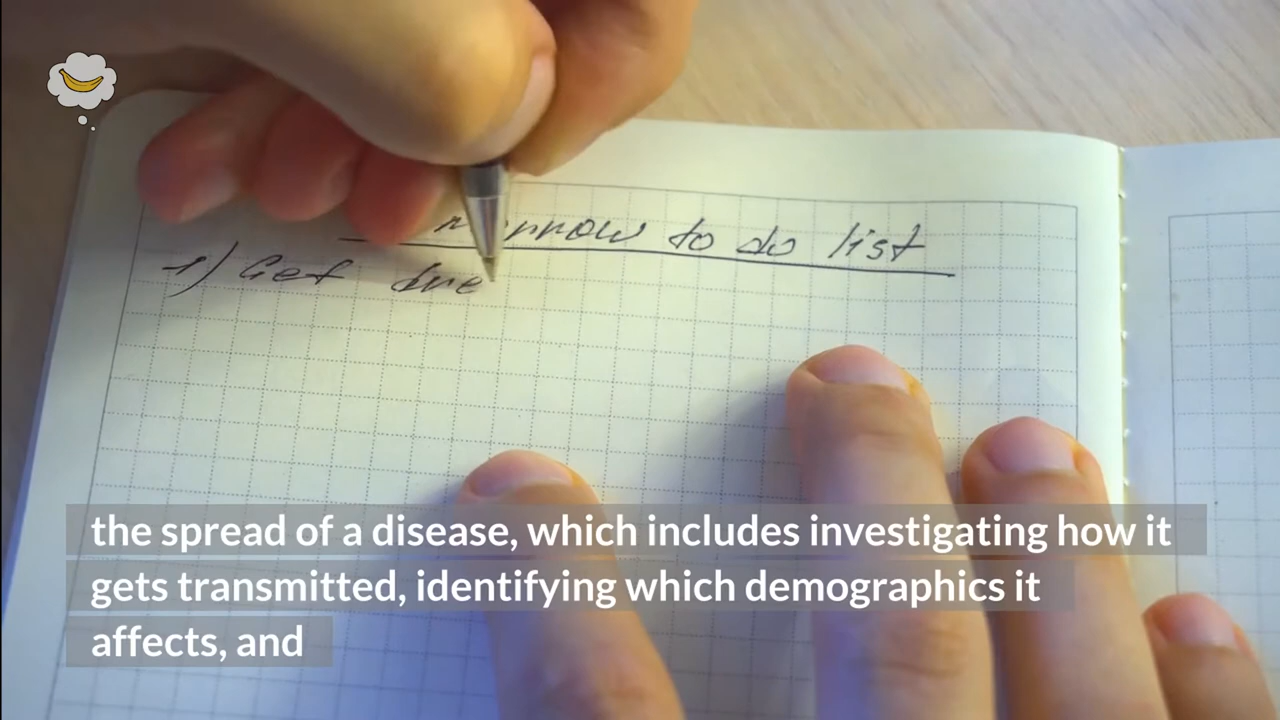 morrow to do list
1) Get
the spread of a disease, which includes investigating how it
gets transmitted, identifying which demographics it
affects, and